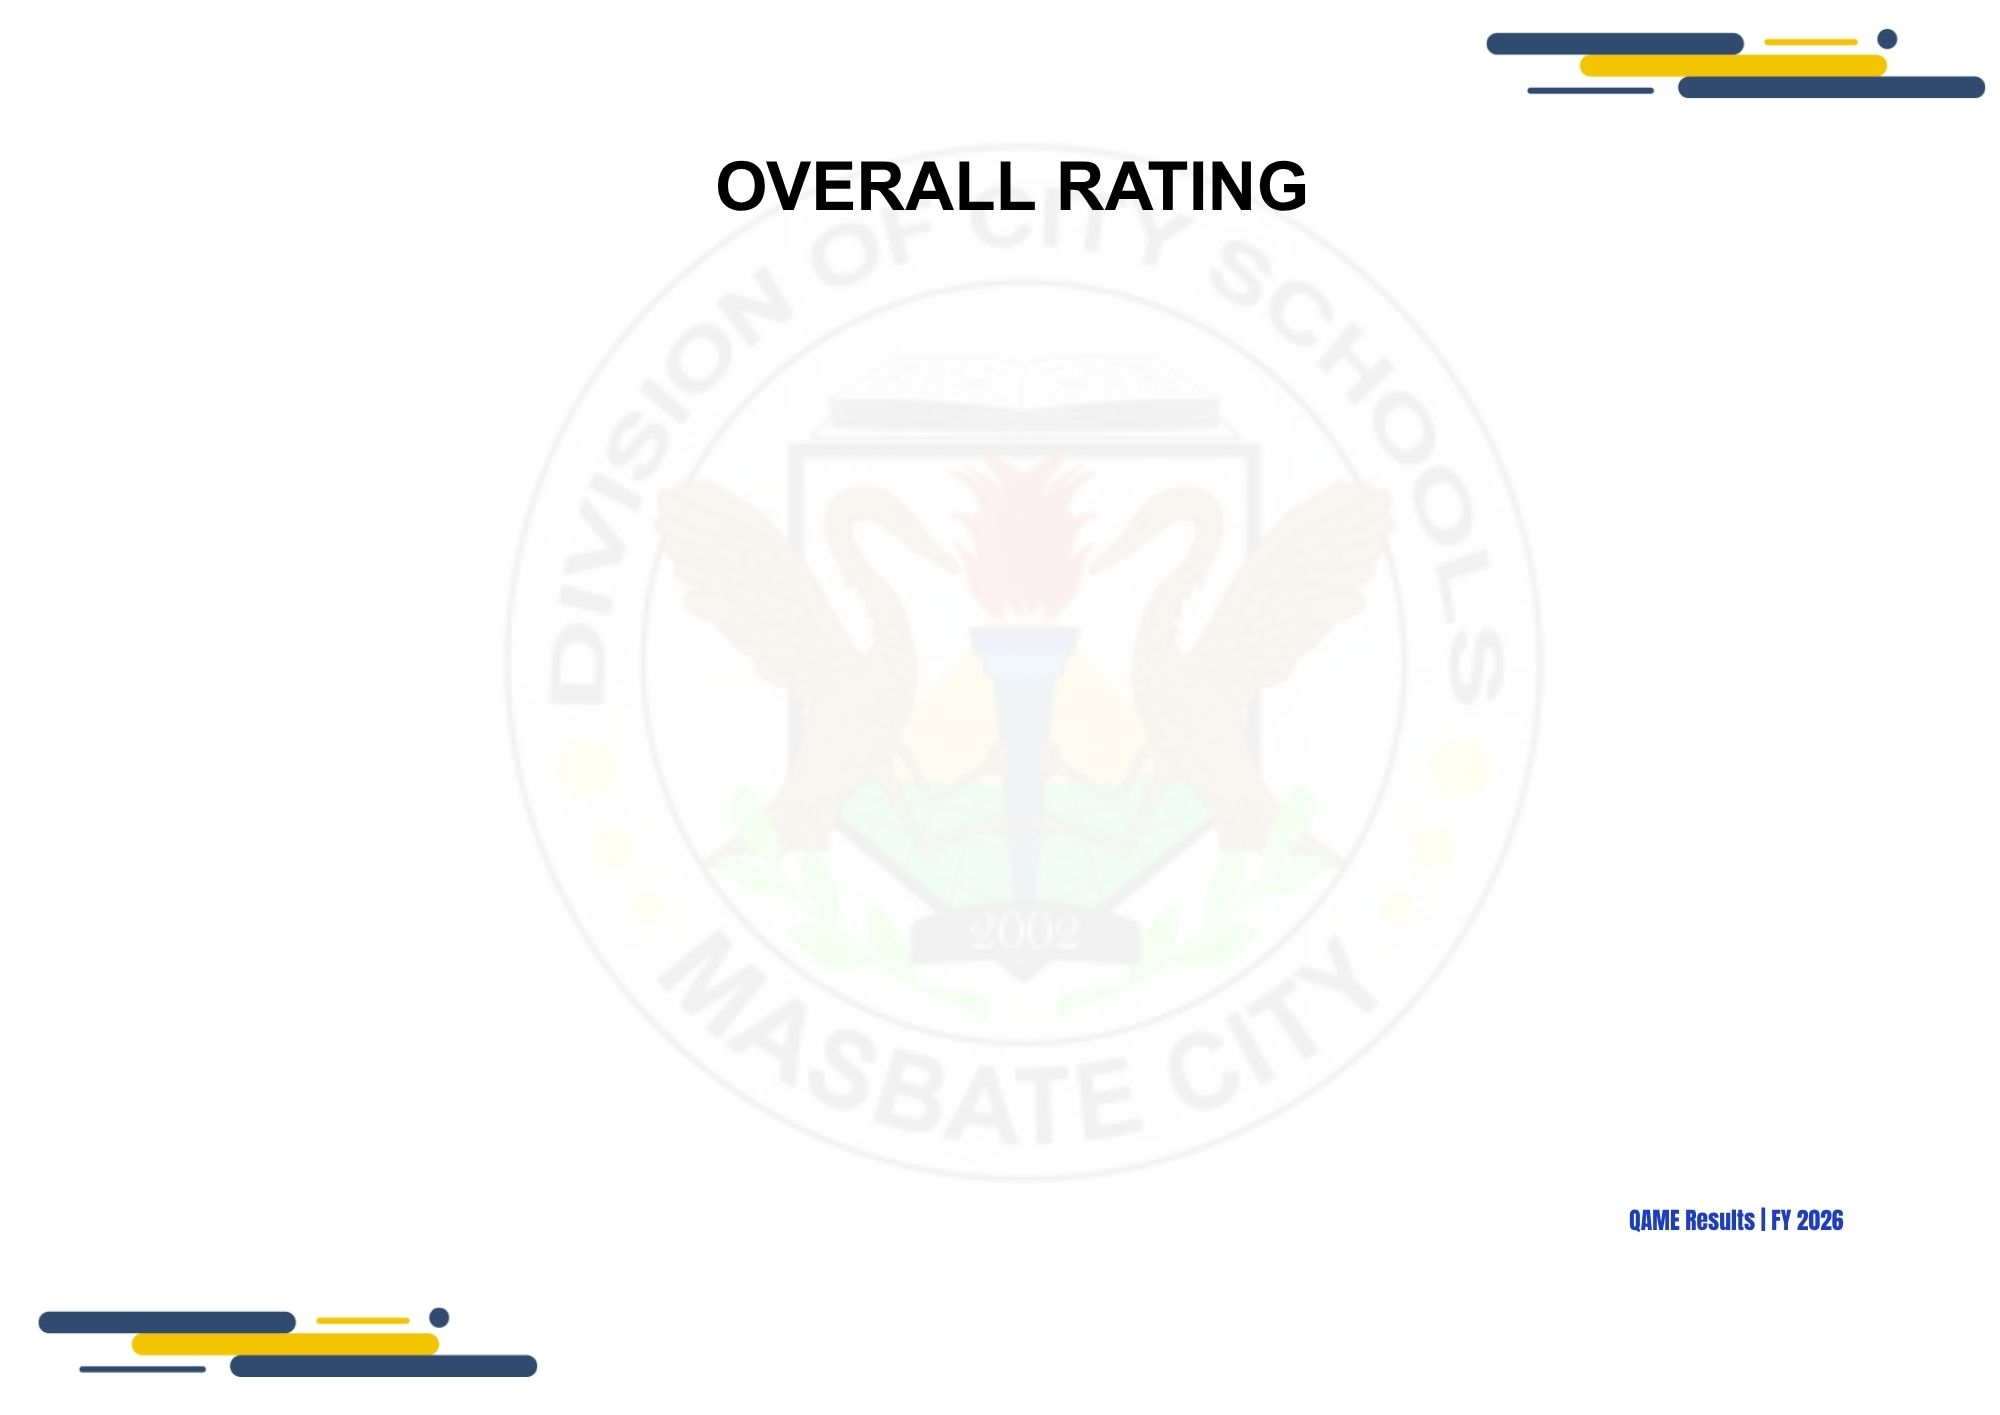 OVERALL RATING
DIVISION OF CITY SCHOOLS
2002
MASBATE CITY
QAME Results | FY 2026